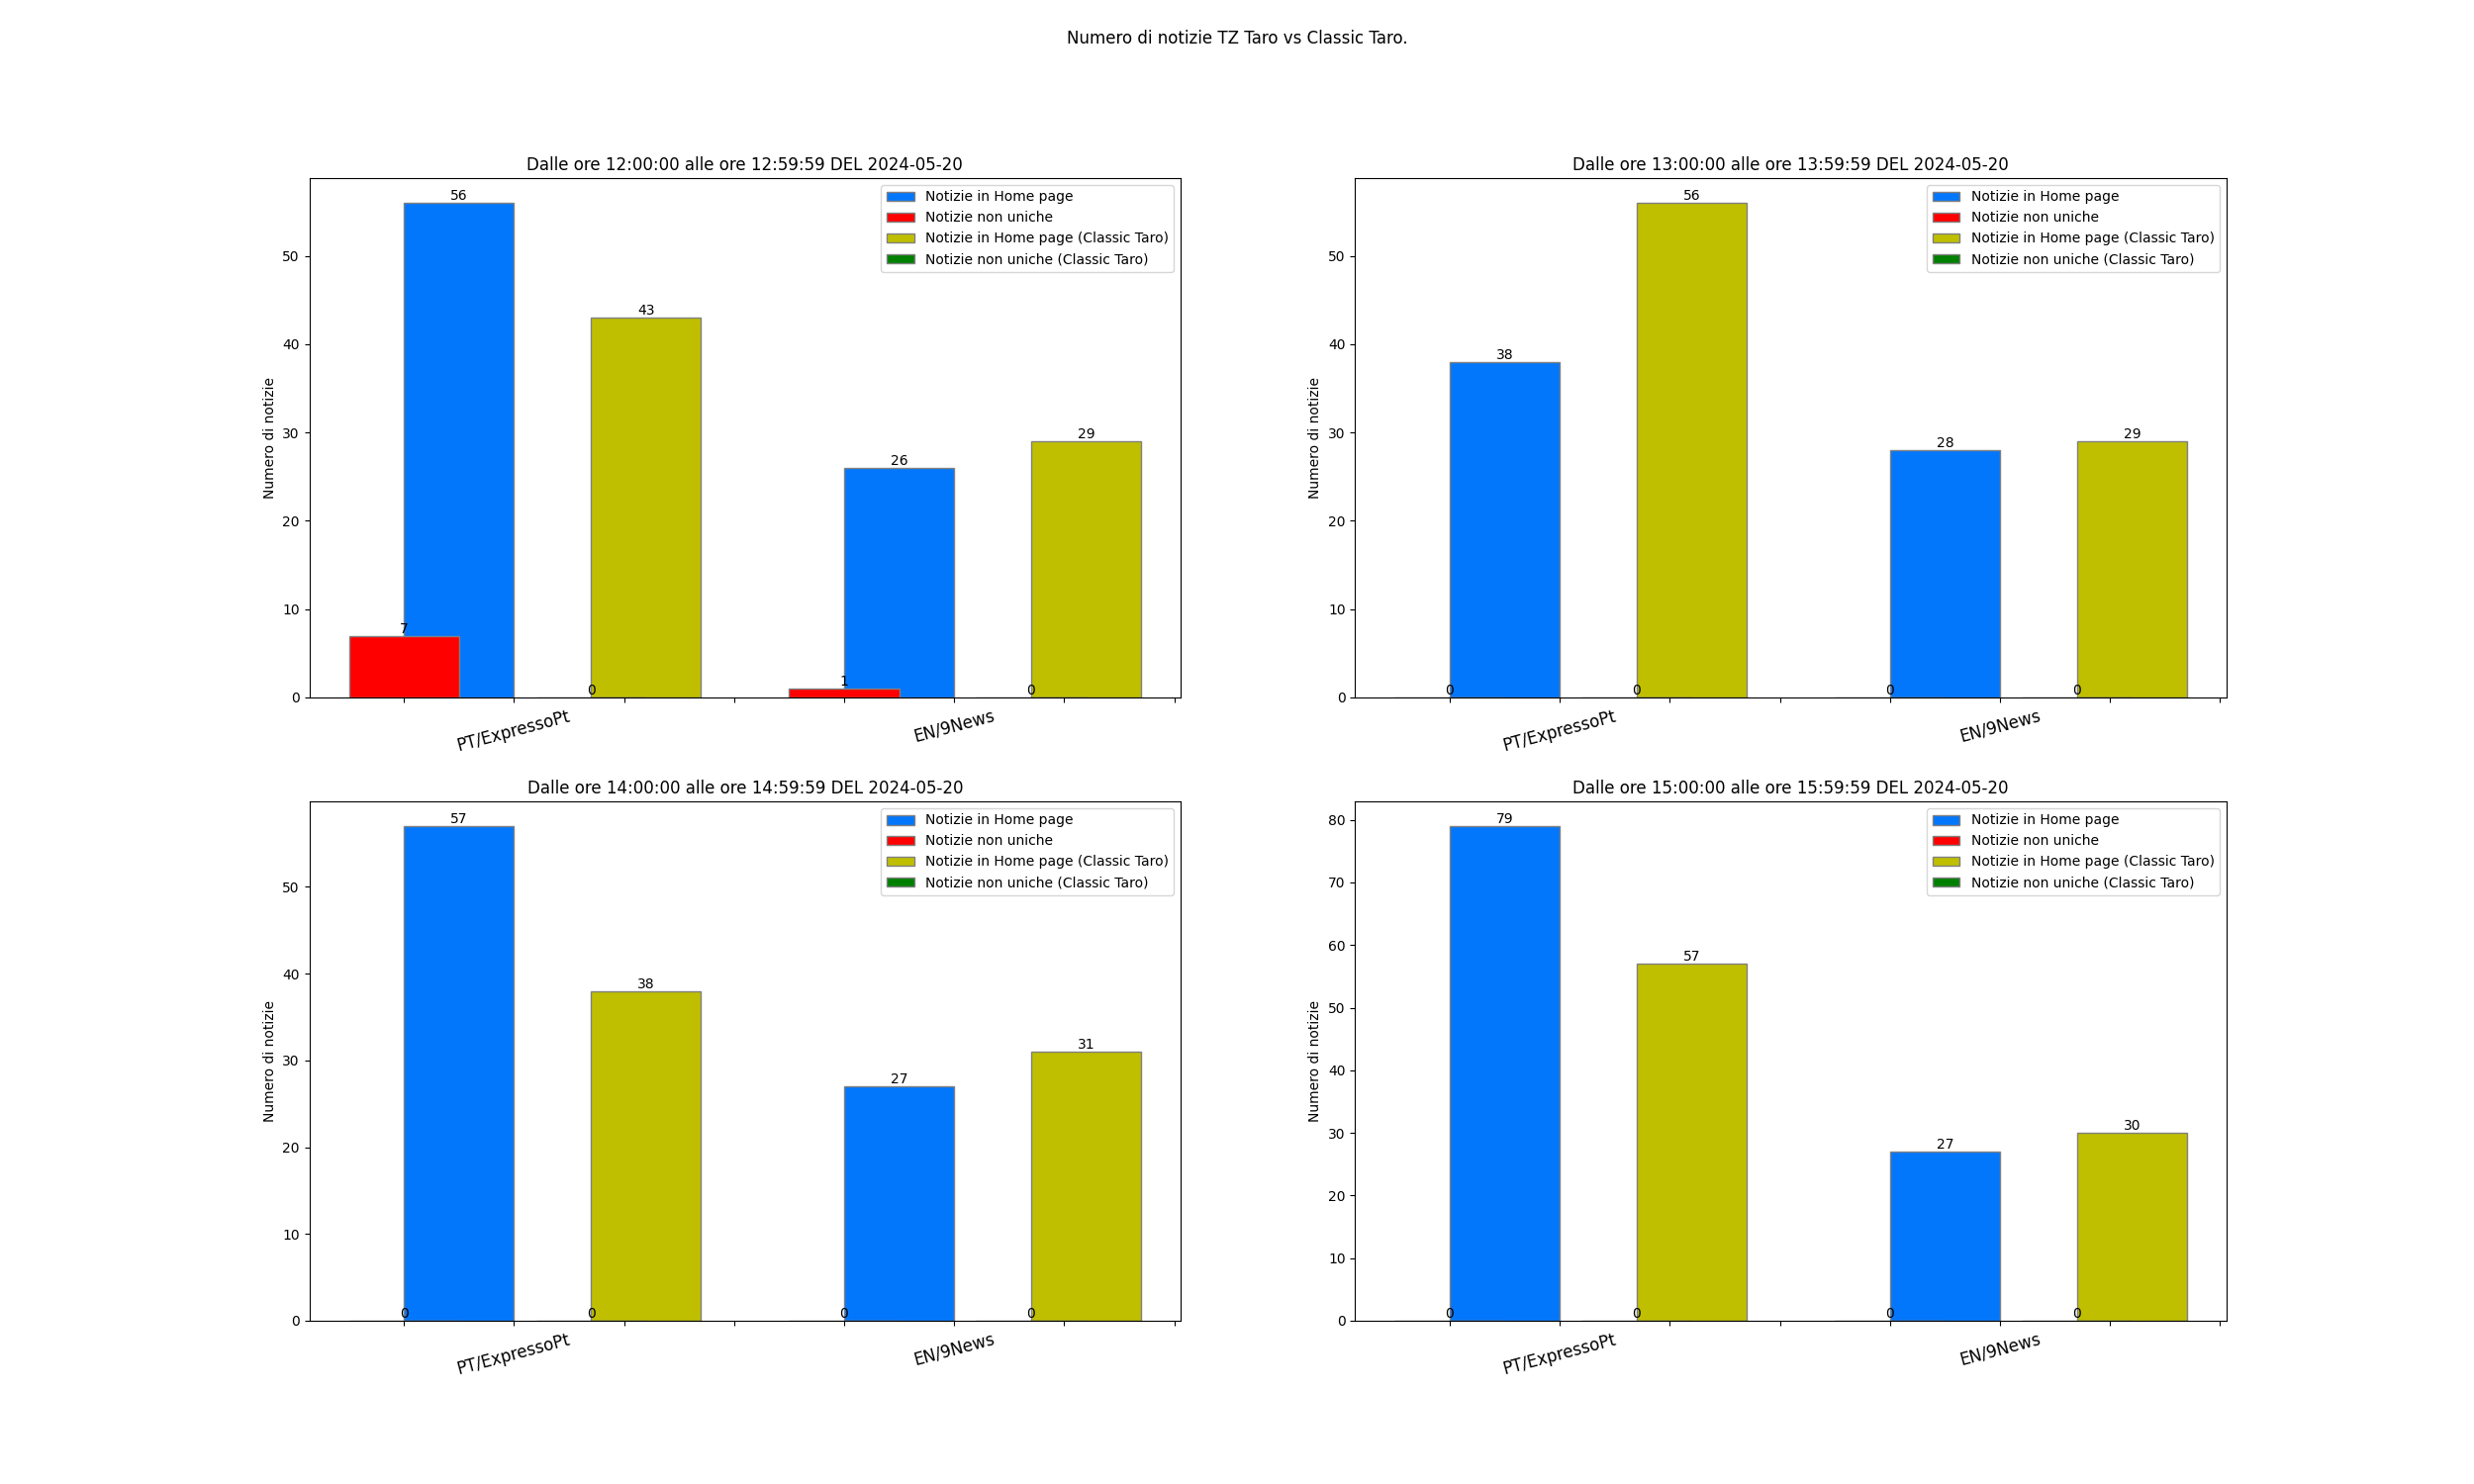 Numero di notizie TZ Taro vs Classic Taro.
Dalle ore 12:00:00 alle ore 12:59:59 DEL 2024-05-20
Numero di notizie
0
10
20
30
40
50
56
43
26
29
7
0
1
0
Notizie in Home page
Notizie non uniche
Notizie in Home page (Classic Taro)
Notizie non uniche (Classic Taro)
PT/ExpressoPt
EN/9News
Dalle ore 13:00:00 alle ore 13:59:59 DEL 2024-05-20
Numero di notizie
0
10
20
30
40
50
38
56
28
29
0
0
0
0
Notizie in Home page
Notizie non uniche
Notizie in Home page (Classic Taro)
Notizie non uniche (Classic Taro)
PT/ExpressoPt
EN/9News
Dalle ore 14:00:00 alle ore 14:59:59 DEL 2024-05-20
Numero di notizie
0
10
20
30
40
50
57
38
27
31
0
0
0
0
Notizie in Home page
Notizie non uniche
Notizie in Home page (Classic Taro)
Notizie non uniche (Classic Taro)
PT/ExpressoPt
EN/9News
Dalle ore 15:00:00 alle ore 15:59:59 DEL 2024-05-20
Numero di notizie
0
10
20
30
40
50
60
70
80
79
57
27
30
0
0
0
0
Notizie in Home page
Notizie non uniche
Notizie in Home page (Classic Taro)
Notizie non uniche (Classic Taro)
PT/ExpressoPt
EN/9News